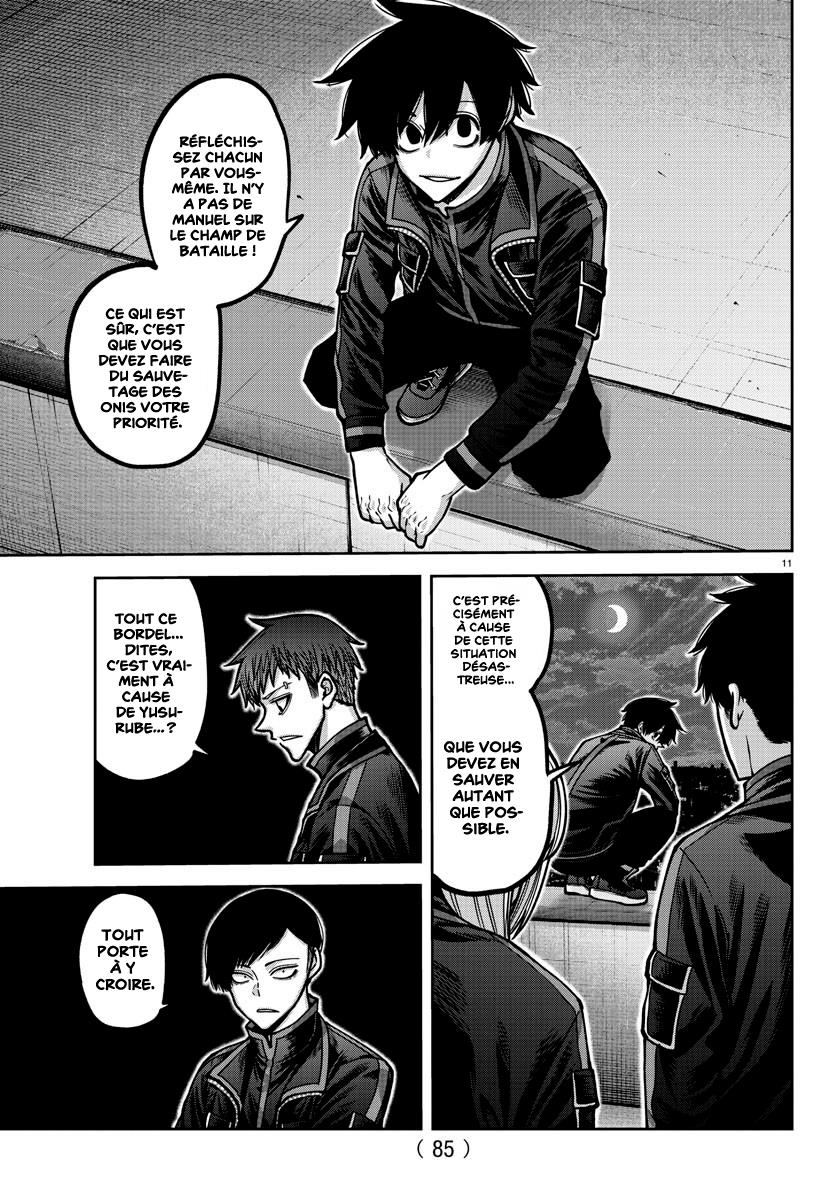 RÉFLÉCHIS-
SEZ CHACUN
PAR VOUS-
MÊME. IL N'Y
A PAS DE
MANUEL SUR
LE CHAMP DE
BATAILLE !
CE QUI EST
SÛR, C'EST
QUE VOUS
DEVEZ FAIRE
DU SAUVE-
TAGE DES
ONIS VOTRE
PRIORITÉ.
11
C'EST PRÉ-
CISÉMENT
À CAUSE
DE CETTE
SITUATION
DÉSAS-
TREUSE...
QUE VOUS
DEVEZ EN
SAUVER
AUTANT
QUE POS-
SIBLE.
TOUT CE
BORDEL...
DITES,
C'EST VRAI-
MENT À
CAUSE
DE YUSU-
RUBE...?
TOUT
PORTE
À Y
CROIRE.
( 85 )